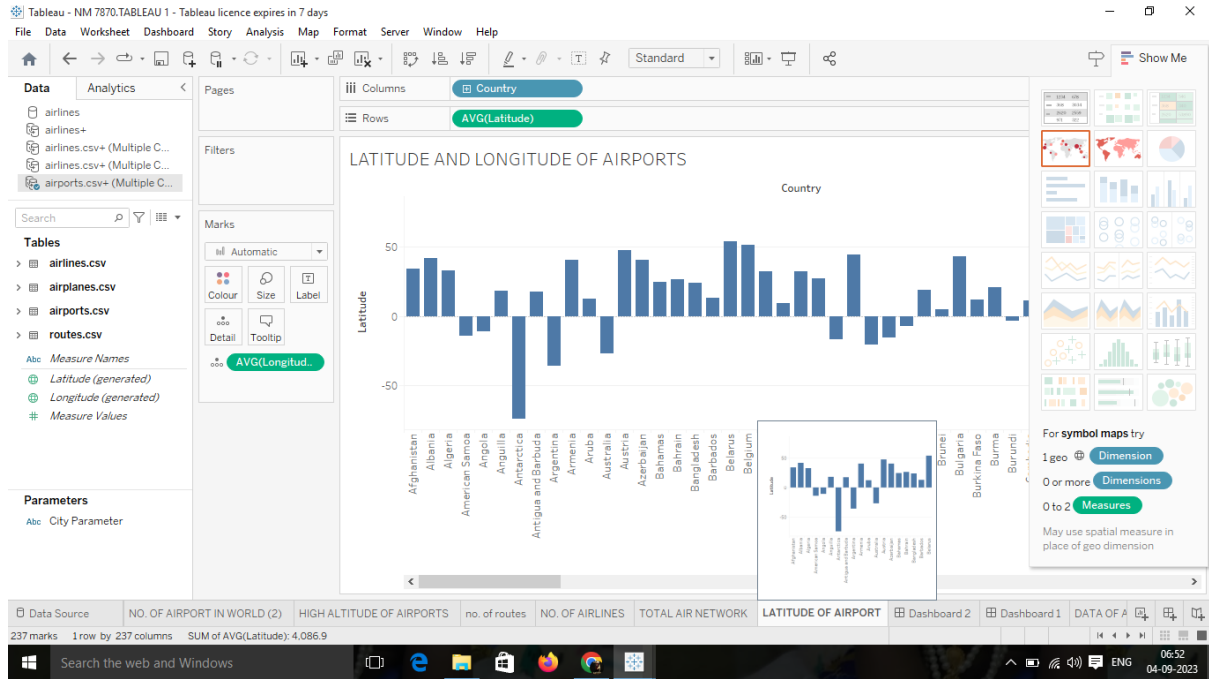 Tableau - NM 7870.TABLEAU 1 - Tableau licence expires in 7 days
File Data Worksheet Dashboard Story Analysis Map Format Server Window Help
Standard
Show Me
Data Analytics
airlines
airlines+
airlines.csv+ (Multiple C...
airlines.csv+ (Multiple C...
airports.csv+ (Multiple C...
Search
Tables
airlines.csv
airplanes.csv
airports.csv
routes.csv
Abc Measure Names
Latitude (generated)
Longitude (generated)
# Measure Values
Parameters
Abc City Parameter
Pages
Filters
Marks
Automatic
Colour Size Label
Detail Tooltip
AVG(Longitud..
Columns Country
Rows AVG(Latitude)
LATITUDE AND LONGITUDE OF AIRPORTS
Country
Latitude
50
0
-50
Afghanistan
Albania
Algeria
American Samoa
Angola
Anguilla
Antarctica
Antigua and Barbuda
Argentina
Armenia
Aruba
Australia
Austria
Azerbaijan
Bahamas
Bahrain
Bangladesh
Barbados
Belarus
Belgium
Brunei
Bulgaria
Burkina Faso
Burma
Burundi
For symbol maps try
1 geo Dimension
0 or more Dimensions
0 to 2 Measures
May use spatial measure in
place of geo dimension
Data Source NO. OF AIRPORT IN WORLD (2) HIGH ALTITUDE OF AIRPORTS no. of routes NO. OF AIRLINES TOTAL AIR NETWORK LATITUDE OF AIRPORT Dashboard 2 Dashboard 1 DATA OF A
237 marks 1 row by 237 columns SUM of AVG(Latitude): 4,086.9
Search the web and Windows
ENG
06:52
04-09-2023